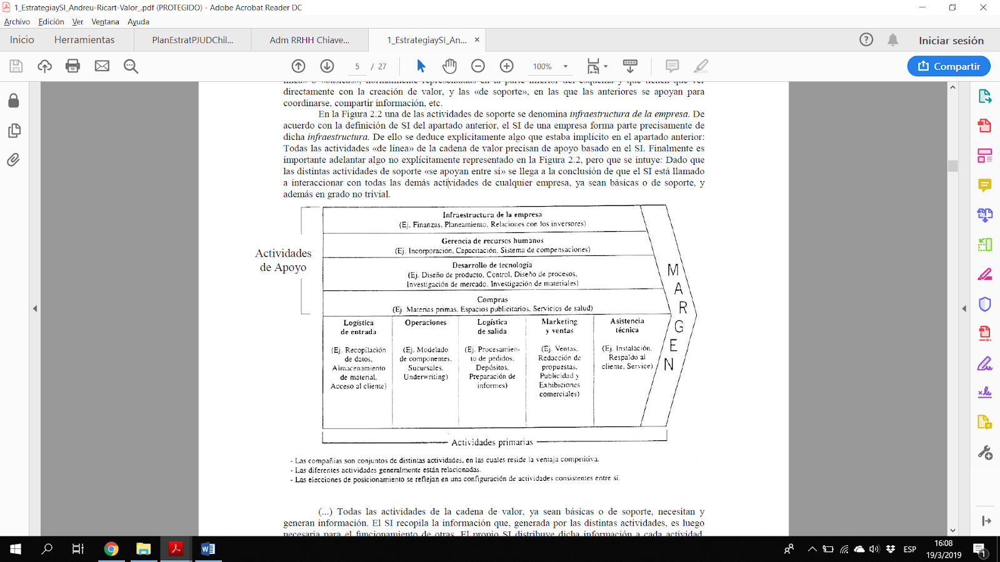 1_EstrategiaySI_Andreu-Ricart-Valor_.pdf (PROTEGIDO) - Adobe Acrobat Reader DC
Archivo Edición Ver Ventana Ayuda
Inicio Herramientas PlanEstratPJUDChil... Adm RRHH Chiave... 1_EstrategiaySI_An... × Iniciar sesión
5 / 27 100% Compartir
línea» o «básicas», normalmente representadas en la parte inferior del esquema y que tienen que ver
directamente con la creación de valor, y las «de soporte», en las que las anteriores se apoyan para
coordinarse, compartir información, etc.
En la Figura 2.2 una de las actividades de soporte se denomina infraestructura de la empresa. De
acuerdo con la definición de SI del apartado anterior, el SI de una empresa forma parte precisamente de
dicha infraestructura. De ello se deduce explícitamente algo que estaba implícito en el apartado anterior:
Todas las actividades «de línea» de la cadena de valor precisan de apoyo basado en el SI. Finalmente es
importante adelantar algo no explícitamente representado en la Figura 2.2, pero que se intuye: Dado que
las distintas actividades de soporte «se apoyan entre sí» se llega a la conclusión de que el SI está llamado
a interaccionar con todas las demás actividades de cualquier empresa, ya sean básicas o de soporte, y
además en grado no trivial.
Actividades
de Apoyo
Infraestructura de la empresa
(Ej. Finanzas, Planeamiento, Relaciones con los inversores)
Gerencia de recursos humanos
(Ej. Incorporación, Capacitación, Sistema de compensaciones)
Desarrollo de tecnología
(Ej. Diseño de producto, Control, Diseño de procesos,
Investigación de mercado, Investigación de materiales)
Compras
(Ej. Materias primas, Espacios publicitarios, Servicios de salud)
Logística
de entrada
(Ej. Recopilación
de datos,
Almacenamiento
de material,
Acceso al cliente)
Operaciones
(Ej. Modelado
de componentes,
Sucursales,
Underwriting)
Logística
de salida
(Ej. Procesamien-
to de pedidos,
Depósitos,
Preparación de
informes)
Marketing
y ventas
(Ej. Ventas,
Redacción de
propuestas,
Publicidad y
Exhibiciones
comerciales)
Asistencia
técnica
(Ej. Instalación,
Respaldo al
cliente, Service)
MARGEN
Actividades primarias
- Las compañías son conjuntos de distintas actividades, en las cuales reside la ventaja competitiva.
- Las diferentes actividades generalmente están relacionadas.
- Las elecciones de posicionamiento se reflejan en una configuración de actividades consistentes entre sí.
(...) Todas las actividades de la cadena de valor, ya sean básicas o de soporte, necesitan y
generan información. El SI recopila la información que, generada por las distintas actividades, es luego
necesaria para el funcionamiento de otras. El propio SI distribuye dicha información a cada actividad,
ESP
16:08
19/3/2019
1